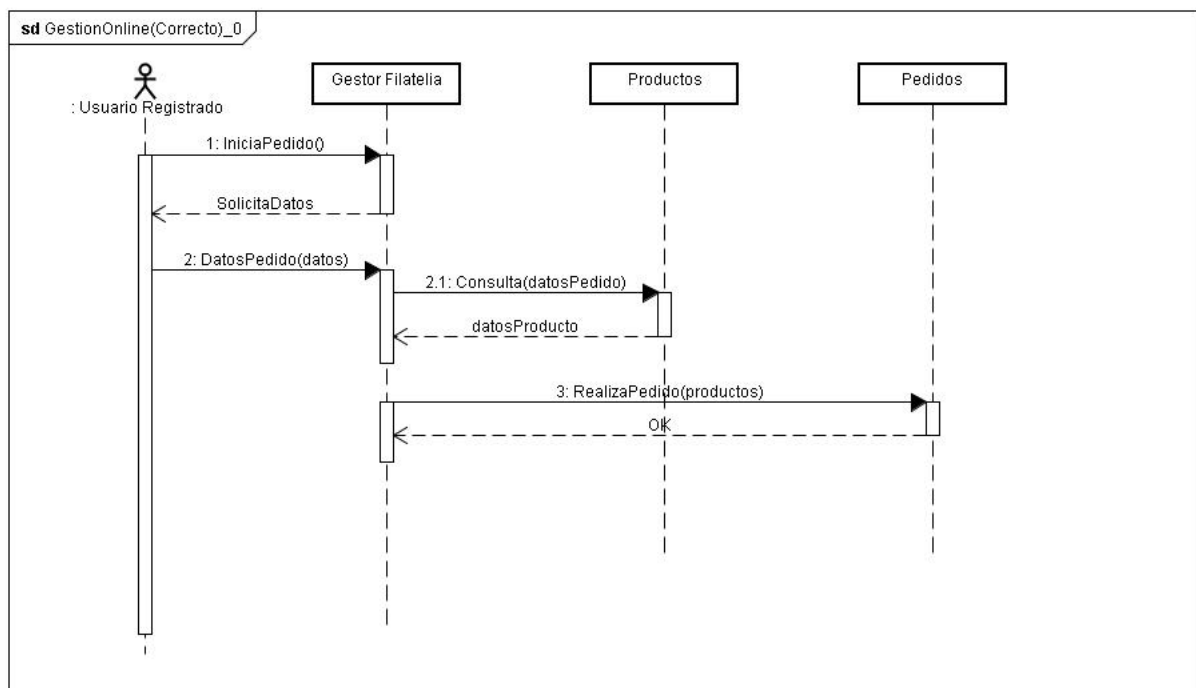 sd GestionOnline(Correcto)_0
: Usuario Registrado
Gestor Filatelia
Productos
Pedidos
1: IniciaPedido()
SolicitaDatos
2: DatosPedido(datos)
2.1: Consulta(datosPedido)
datosProducto
3: RealizaPedido(productos)
OK